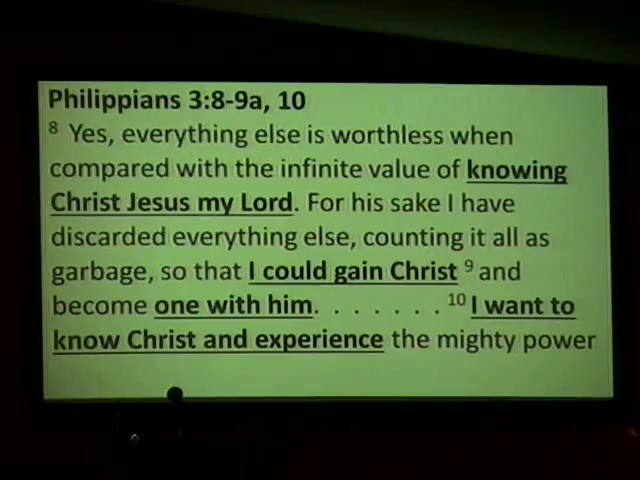 Philippians 3:8-9a, 10
8 Yes, everything else is worthless when
compared with the infinite value of knowing
Christ Jesus my Lord. For his sake I have
discarded everything else, counting it all as
garbage, so that I could gain Christ 9 and
become one with him. . . . . . . 10 I want to
know Christ and experience the mighty power